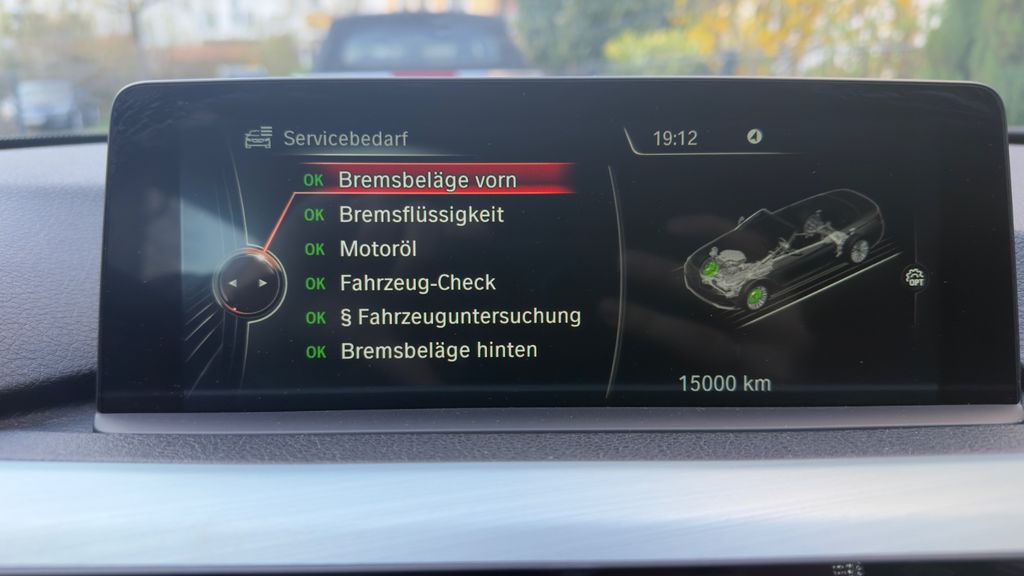 Servicebedarf
19:12
OK Bremsbeläge vorn
OK Bremsflüssigkeit
OK Motoröl
OK Fahrzeug-Check
OK § Fahrzeuguntersuchung
OK Bremsbeläge hinten
OPT
15000 km